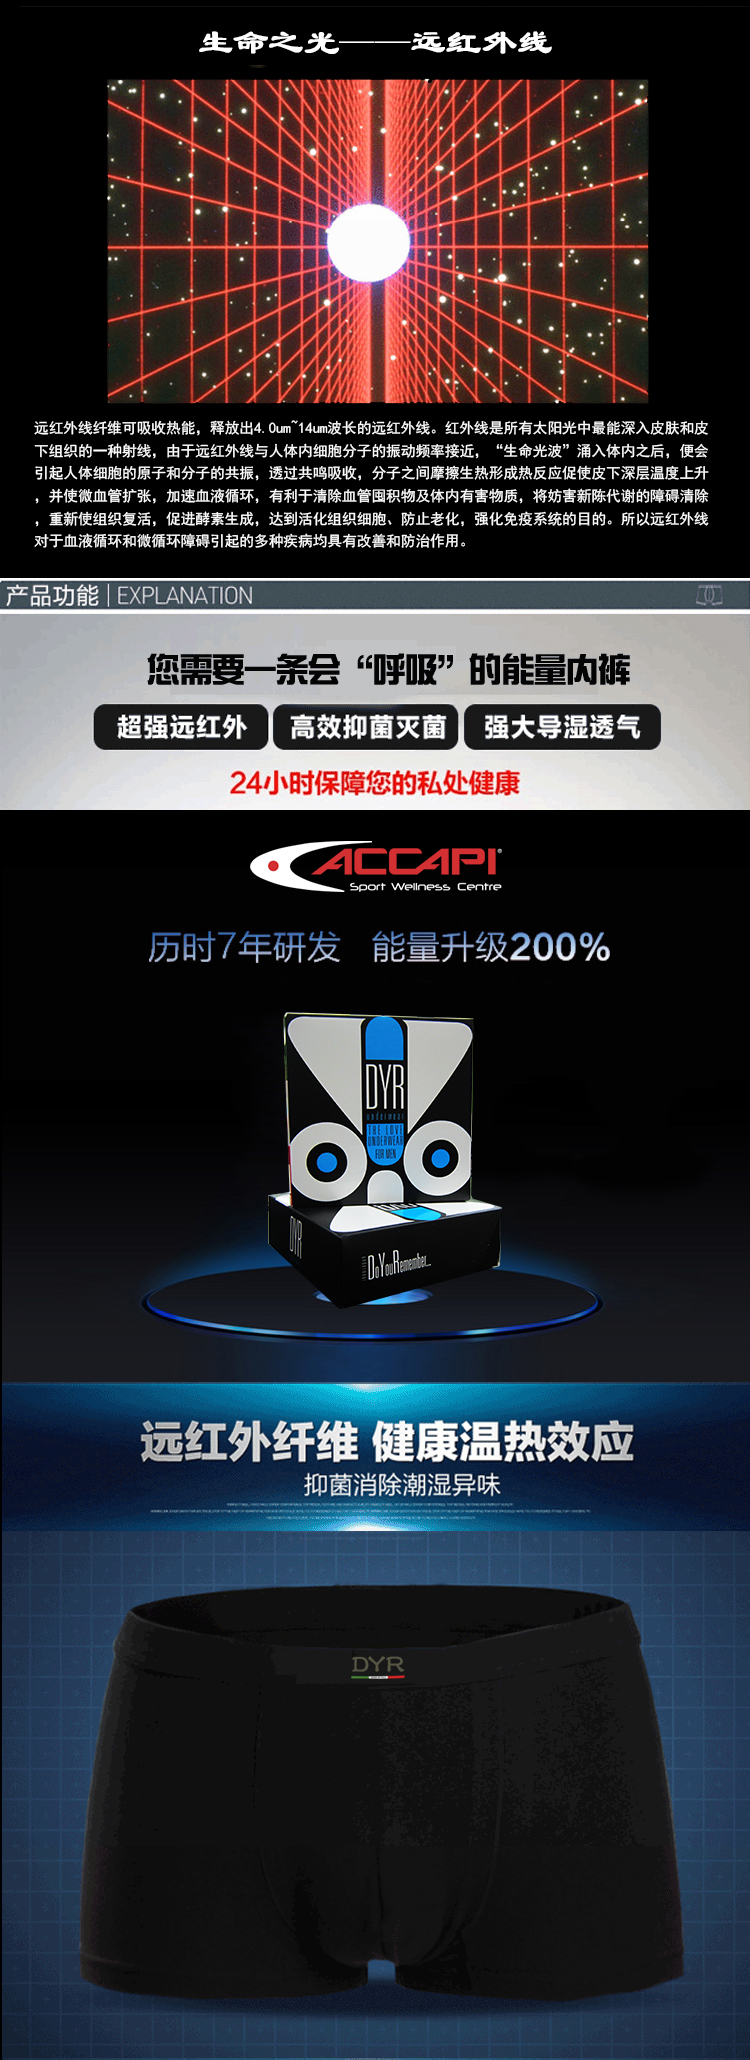 生命之光——远红外线
远红外线纤维可吸收热能，释放出4.0um~14um波长的远红外线。红外线是所有太阳光中最能深入皮肤和皮
下组织的一种射线，由于远红外线与人体内细胞分子的振动频率接近，“生命光波”涌入体内之后，便会
引起人体细胞的原子和分子的共振，透过共鸣吸收，分子之间摩擦生热形成热反应促使皮下深层温度上升
，并使微血管扩张，加速血液循环，有利于清除血管囤积物及体内有害物质，将妨害新陈代谢的障碍清除
，重新使组织复活，促进酵素生成，达到活化组织细胞、防止老化，强化免疫系统的目的。所以远红外线
对于血液循环和微循环障碍引起的多种疾病均具有改善和防治作用。
产品功能 | EXPLANATION
您需要一条会“呼吸”的能量内裤
超强远红外 高效抑菌灭菌 强大导湿透气
24小时保障您的私处健康
ACCAPI®
Sport Wellness Centre
历时7年研发 能量升级200%
DYR
underwear
THE LOVE
UNDERWEAR
FOR MEN
DYR
DoYouRemember...
远红外纤维 健康温热效应
抑菌消除潮湿异味
DYR